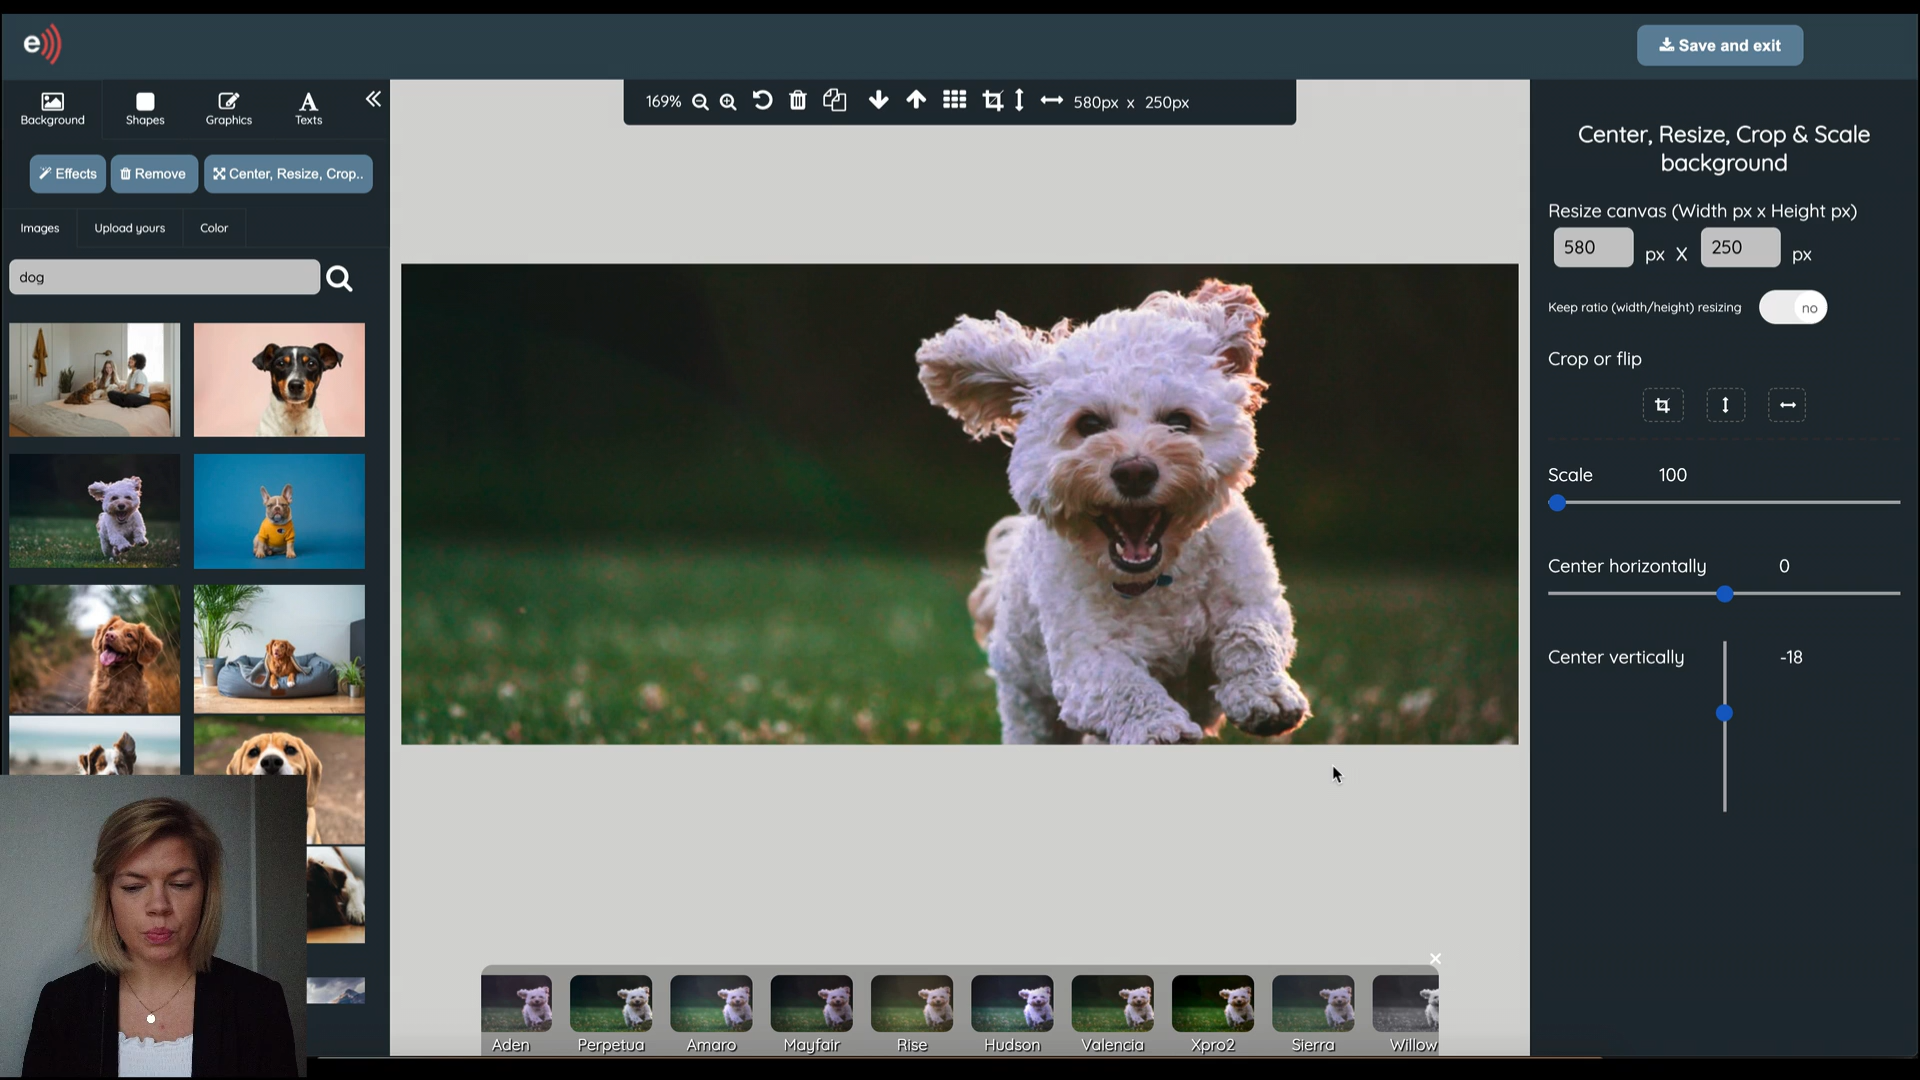 e
Save and exit
Background
Shapes
Graphics
Texts
169%
580px x 250px
Effects
Remove
Center, Resize, Crop..
Images
Upload yours
Color
dog
Center, Resize, Crop & Scale
background
Resize canvas (Width px x Height px)
580 px X 250 px
Keep ratio (width/height) resizing no
Crop or flip
Scale 100
Center horizontally 0
Center vertically -18
Aden
Perpetua
Amaro
Mayfair
Rise
Hudson
Valencia
Xpro2
Sierra
Willow